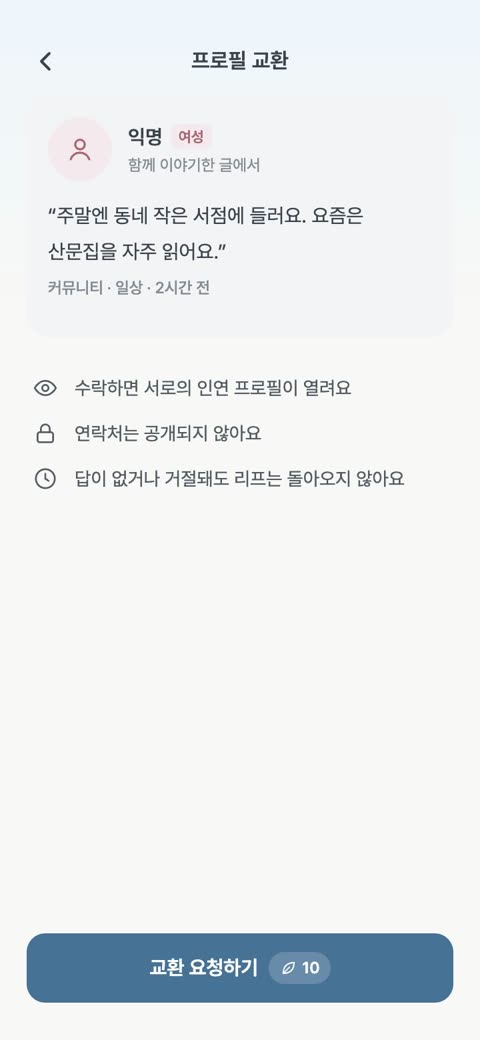 프로필 교환
익명 여성
함께 이야기한 글에서
“주말엔 동네 작은 서점에 들러요. 요즘은
산문집을 자주 읽어요.”
커뮤니티 · 일상 · 2시간 전
수락하면 서로의 인연 프로필이 열려요
연락처는 공개되지 않아요
답이 없거나 거절돼도 리프는 돌아오지 않아요
교환 요청하기 10